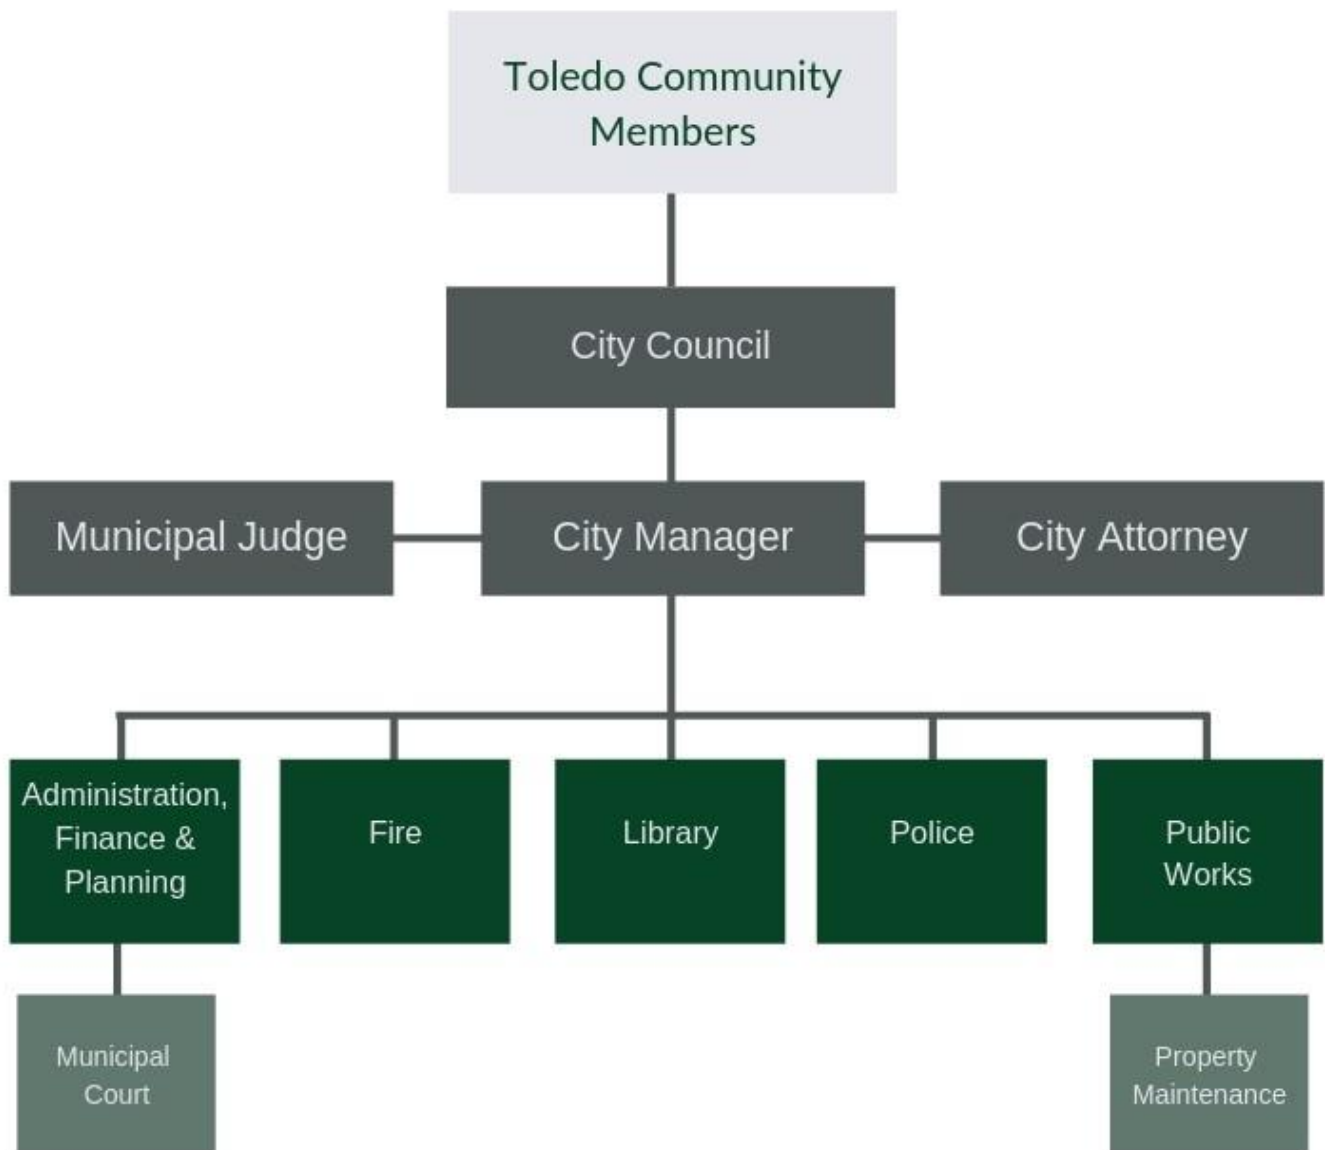 Toledo Community
Members
City Council
Municipal Judge
City Manager
City Attorney
Administration,
Finance &
Planning
Fire
Library
Police
Public
Works
Municipal
Court
Property
Maintenance